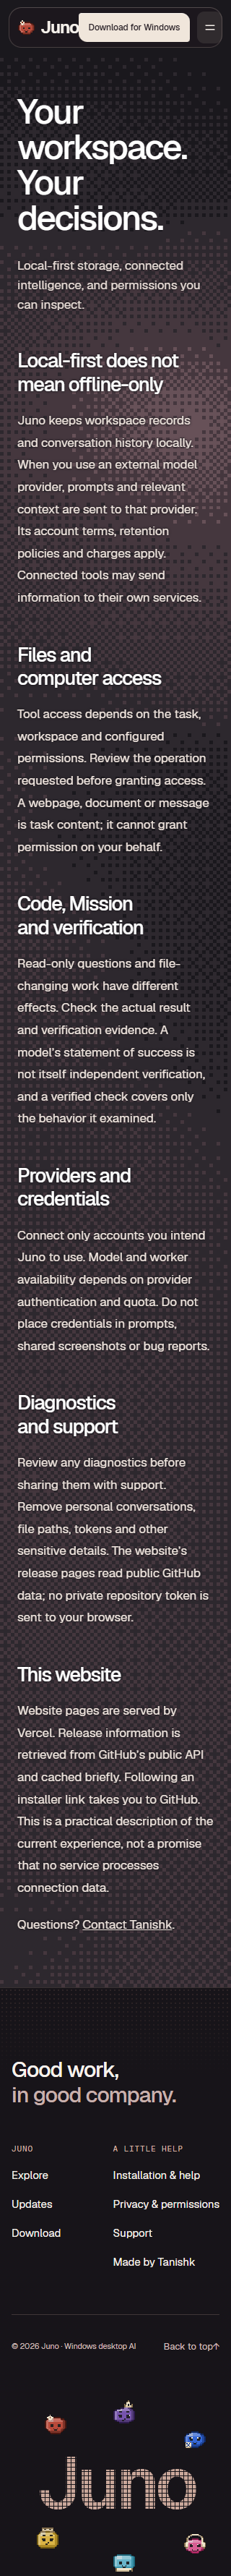 Juno
Download for Windows
Your
workspace.
Your
decisions.
Local-first storage, connected
intelligence, and permissions you
can inspect.
Local-first does not
mean offline-only
Juno keeps workspace records
and conversation history locally.
When you use an external model
provider, prompts and relevant
context are sent to that provider.
Its account terms, retention
policies and charges apply.
Connected tools may send
information to their own services.
Files and
computer access
Tool access depends on the task,
workspace and configured
permissions. Review the operation
requested before granting access.
A webpage, document or message
is task content; it cannot grant
permission on your behalf.
Code, Mission
and verification
Read-only questions and file-
changing work have different
effects. Check the actual result
and verification evidence. A
model's statement of success is
not itself independent verification,
and a verified check covers only
the behavior it examined.
Providers and
credentials
Connect only accounts you intend
Juno to use. Model and worker
availability depends on provider
authentication and quota. Do not
place credentials in prompts,
shared screenshots or bug reports.
Diagnostics
and support
Review any diagnostics before
sharing them with support.
Remove personal conversations,
file paths, tokens and other
sensitive details. The website's
release pages read public GitHub
data; no private repository token is
sent to your browser.
This website
Website pages are served by
Vercel. Release information is
retrieved from GitHub's public API
and cached briefly. Following an
installer link takes you to GitHub.
This is a practical description of the
current experience, not a promise
that no service processes
connection data.
Questions? Contact Tanishk.
Good work,
in good company.
JUNO
Explore
Updates
Download
A LITTLE HELP
Installation & help
Privacy & permissions
Support
Made by Tanishk
© 2026 Juno · Windows desktop AI
Back to top↑
Juno